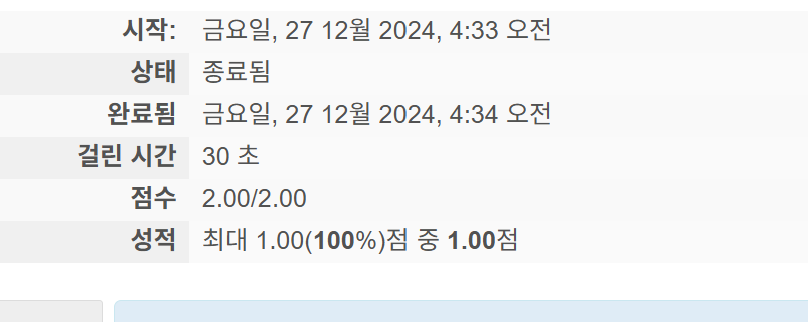 시작: 금요일, 27 12월 2024, 4:33 오전
상태 종료됨
완료됨 금요일, 27 12월 2024, 4:34 오전
걸린 시간 30 초
점수 2.00/2.00
성적 최대 1.00(100%)점 중 1.00점